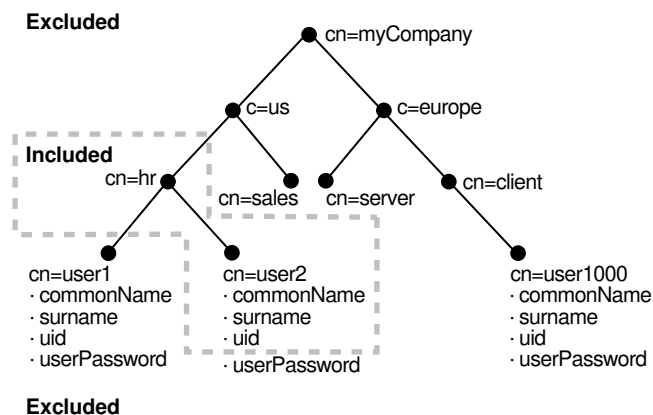 Excluded
cn=myCompany
c=us
c=europe
Included
cn=hr
cn=sales
cn=server
cn=client
cn=user1
· commonName
· surname
· uid
· userPassword
cn=user2
· commonName
· surname
· uid
· userPassword
cn=user1000
· commonName
· surname
· uid
· userPassword
Excluded